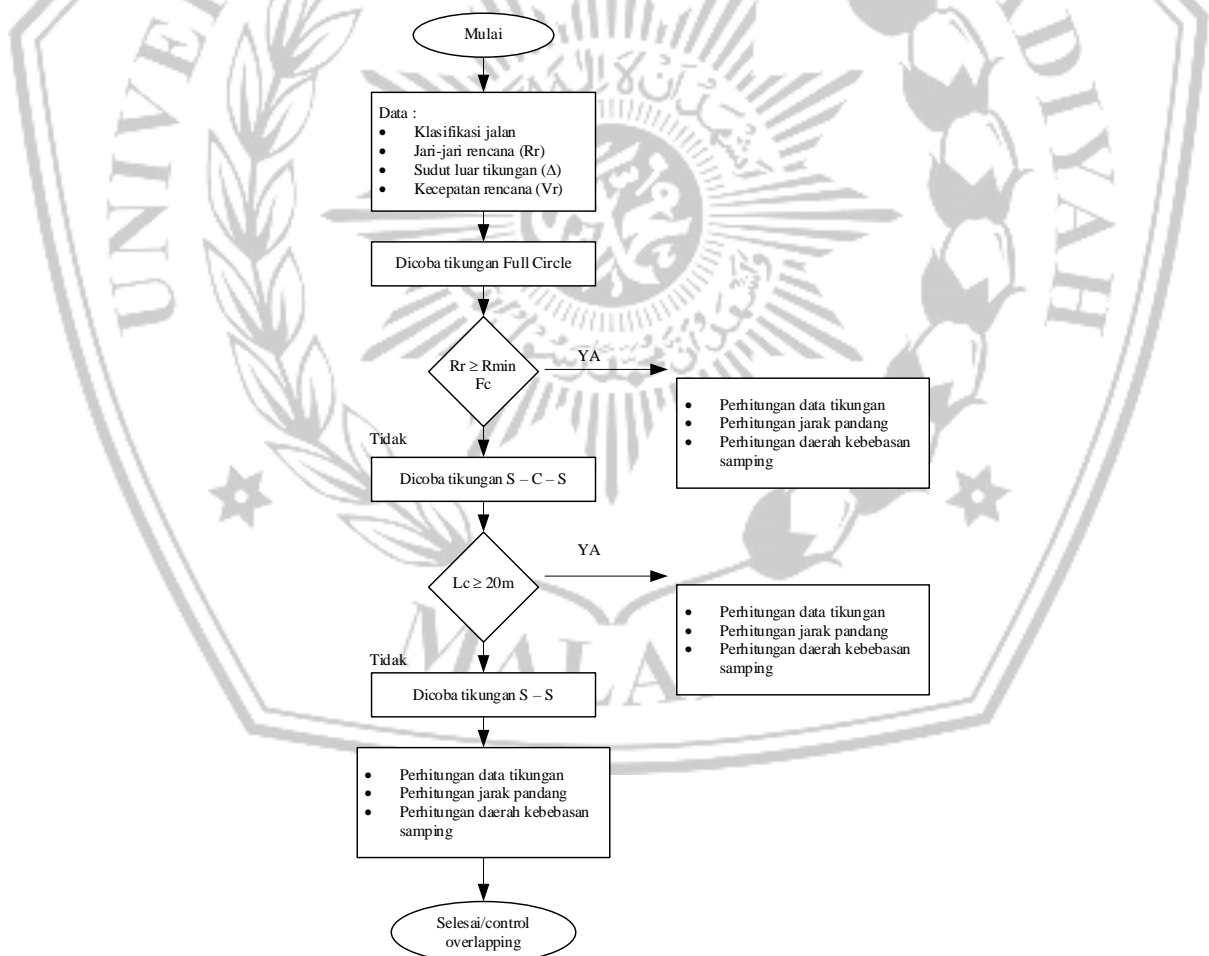 Mulai
Data :
• Klasifikasi jalan
• Jari-jari rencana (Rr)
• Sudut luar tikungan (Δ)
• Kecepatan rencana (Vr)
Dicoba tikungan Full Circle
Rr ≥ Rmin
Fc
YA
• Perhitungan data tikungan
• Perhitungan jarak pandang
• Perhitungan daerah kebebasan
samping
Tidak
Dicoba tikungan S – C – S
Lc ≥ 20m
YA
• Perhitungan data tikungan
• Perhitungan jarak pandang
• Perhitungan daerah kebebasan
samping
Tidak
Dicoba tikungan S – S
• Perhitungan data tikungan
• Perhitungan jarak pandang
• Perhitungan daerah kebebasan
samping
Selesai/control
overlapping